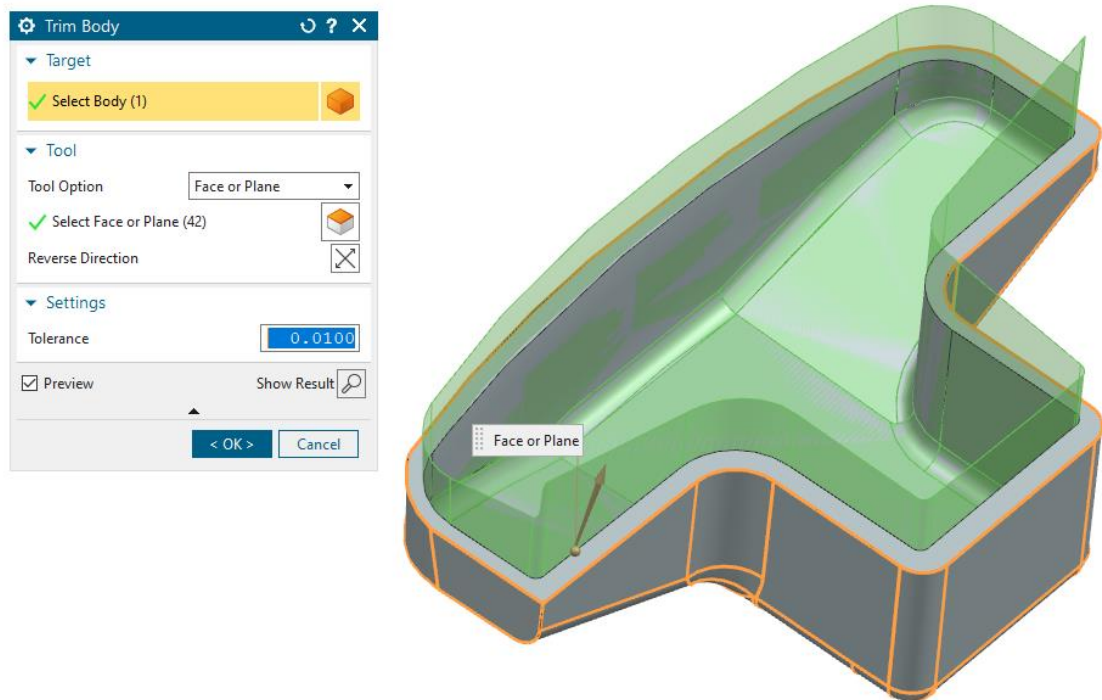 Trim Body
Target
Select Body (1)
Tool
Tool Option Face or Plane
Select Face or Plane (42)
Reverse Direction
Settings
Tolerance 0.0100
Preview Show Result
< OK > Cancel
Face or Plane